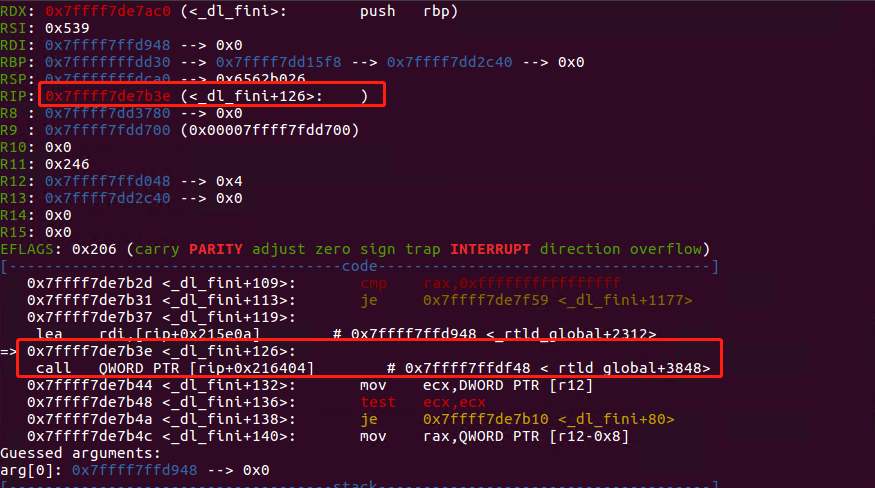 RDX: 0x7ffff7de7ac0 (<_dl_fini>: push rbp)
RSI: 0x539
RDI: 0x7ffff7ffd948 --> 0x0
RBP: 0x7fffffffdd30 --> 0x7ffff7dd15f8 --> 0x7ffff7dd2c40 --> 0x0
RSP: 0x7fffffffdca0 --> 0x6562b026
RIP: 0x7ffff7de7b3e (<_dl_fini+126>: )
R8 : 0x7ffff7dd3780 --> 0x0
R9 : 0x7ffff7fdd700 (0x00007ffff7fdd700)
R10: 0x0
R11: 0x246
R12: 0x7ffff7ffd048 --> 0x4
R13: 0x7ffff7dd2c40 --> 0x0
R14: 0x0
R15: 0x0
EFLAGS: 0x206 (carry PARITY adjust zero sign trap INTERRUPT direction overflow)
[-------------------------------------code-------------------------------------]
0x7ffff7de7b2d <_dl_fini+109>: cmp rax,0xffffffffffffffff
0x7ffff7de7b31 <_dl_fini+113>: je 0x7ffff7de7f59 <_dl_fini+1177>
0x7ffff7de7b37 <_dl_fini+119>:
lea rdi,[rip+0x215e0a] # 0x7ffff7ffd948 <_rtld_global+2312>
=> 0x7ffff7de7b3e <_dl_fini+126>:
call QWORD PTR [rip+0x216404] # 0x7ffff7ffdf48 <_rtld_global+3848>
0x7ffff7de7b44 <_dl_fini+132>: mov ecx,DWORD PTR [r12]
0x7ffff7de7b48 <_dl_fini+136>: test ecx,ecx
0x7ffff7de7b4a <_dl_fini+138>: je 0x7ffff7de7b10 <_dl_fini+80>
0x7ffff7de7b4c <_dl_fini+140>: mov rax,QWORD PTR [r12-0x8]
Guessed arguments:
arg[0]: 0x7ffff7ffd948 --> 0x0
[------------------------------------stack-------------------------------------]